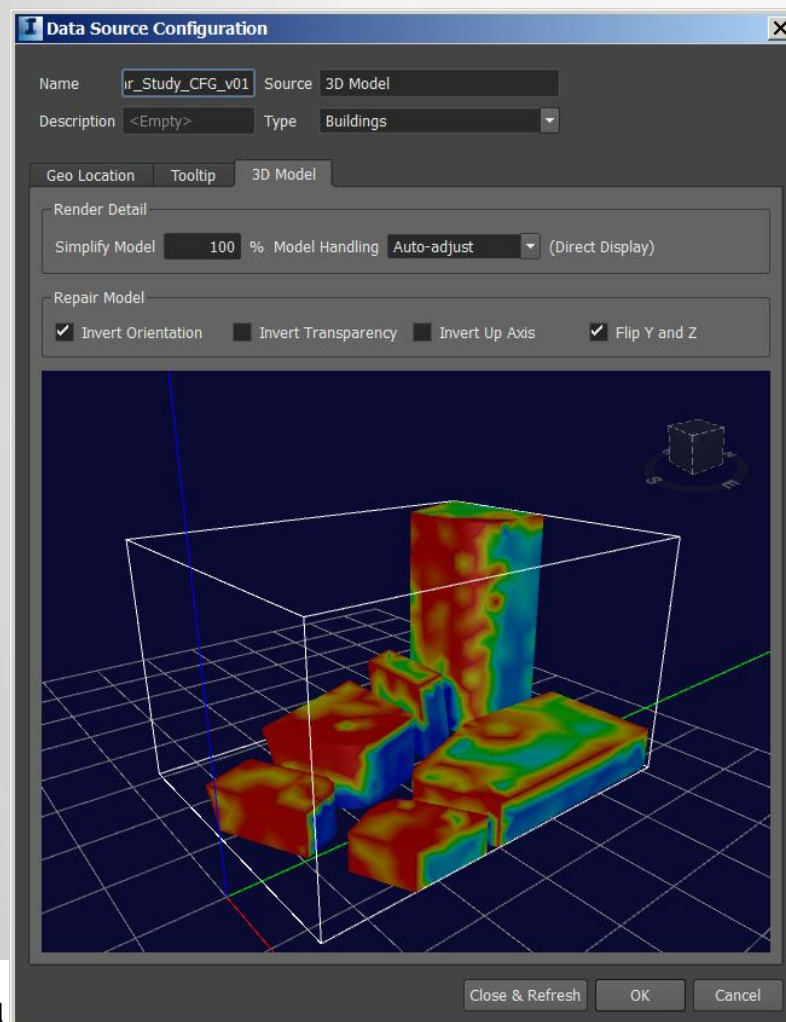 Data Source Configuration
Name ır_Study_CFG_v01 Source 3D Model
Description <Empty> Type Buildings
Geo Location Tooltip 3D Model
Render Detail
Simplify Model 100 % Model Handling Auto-adjust (Direct Display)
Repair Model
Invert Orientation Invert Transparency Invert Up Axis Flip Y and Z
S E
Close & Refresh OK Cancel